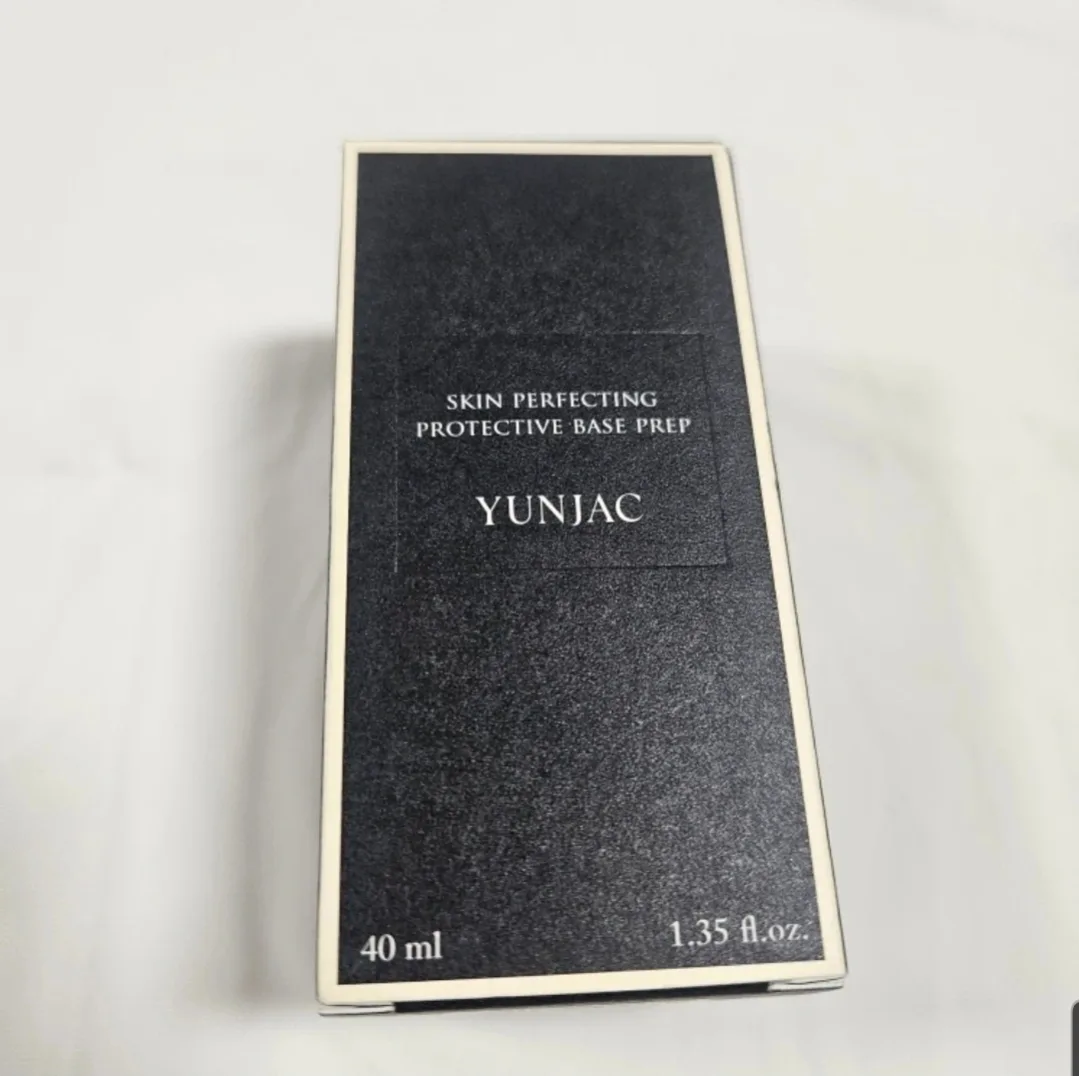 SKIN PERFECTING
PROTECTIVE BASE PREP
YUNJAC
40 ml
1.35 fl.oz.